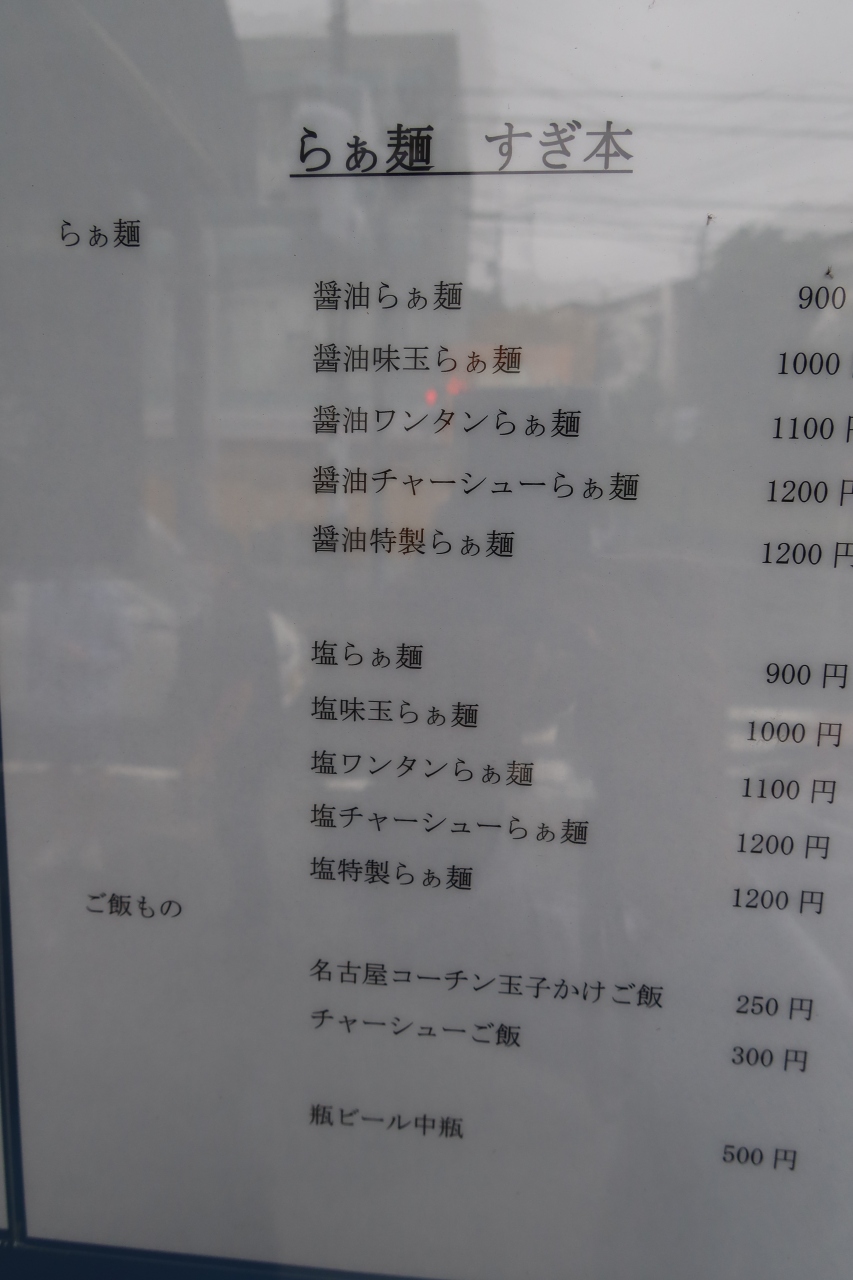 らぁ麺　すぎ本
らぁ麺
醤油らぁ麺 900
醤油味玉らぁ麺 1000
醤油ワンタンらぁ麺 1100 円
醤油チャーシューらぁ麺 1200 円
醤油特製らぁ麺 1200 円
塩らぁ麺 900 円
塩味玉らぁ麺 1000 円
塩ワンタンらぁ麺 1100 円
塩チャーシューらぁ麺 1200 円
塩特製らぁ麺 1200 円
ご飯もの
名古屋コーチン玉子かけご飯 250 円
チャーシューご飯 300 円
瓶ビール中瓶 500 円